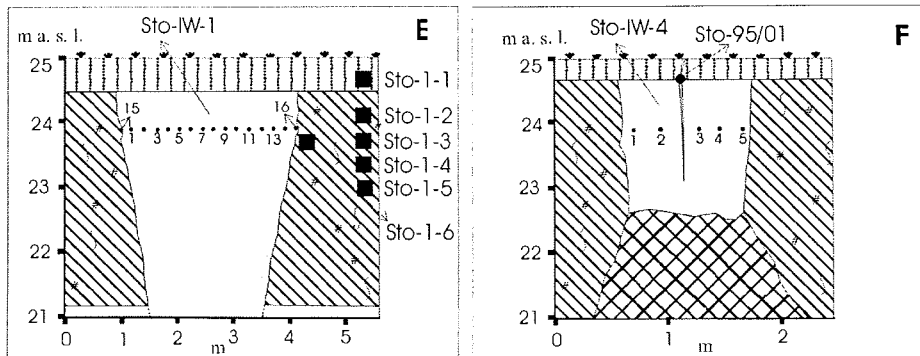 Sto-IW-1
E
m a. s. l.
25
24
23
22
21
15
16
1 3 5 7 9 11 13
Sto-1-1
Sto-1-2
Sto-1-3
Sto-1-4
Sto-1-5
Sto-1-6
0 1 2 3 4 5
m
Sto-IW-4
Sto-95/01
F
m a. s. l.
25
24
23
22
21
1 2 3 4 5
0 1 2
m